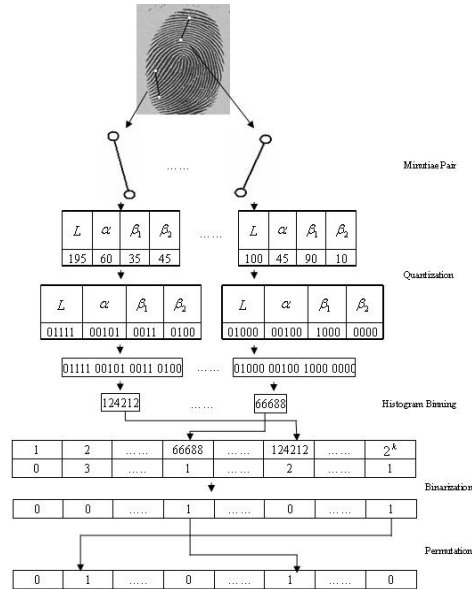 ...... Minutiae Pair
L α β₁ β₂ ...... L α β₁ β₂
195 60 35 45 100 45 90 10
Quantization
L α β₁ β₂ L α β₁ β₂
01111 00101 0011 0100 01000 00100 1000 0000
01111 00101 0011 0100 ...... 01000 00100 1000 0000
124212 ... 66688 Histogram Binning
1 2 ...... 66688 ...... 124212 2ᵏ
0 3 ..... 1 ...... 2 ...... 1
Binarization
0 0 ..... 1 ...... 0 ...... 1
Permutation
0 1 ..... 0 ...... 1 ...... 0